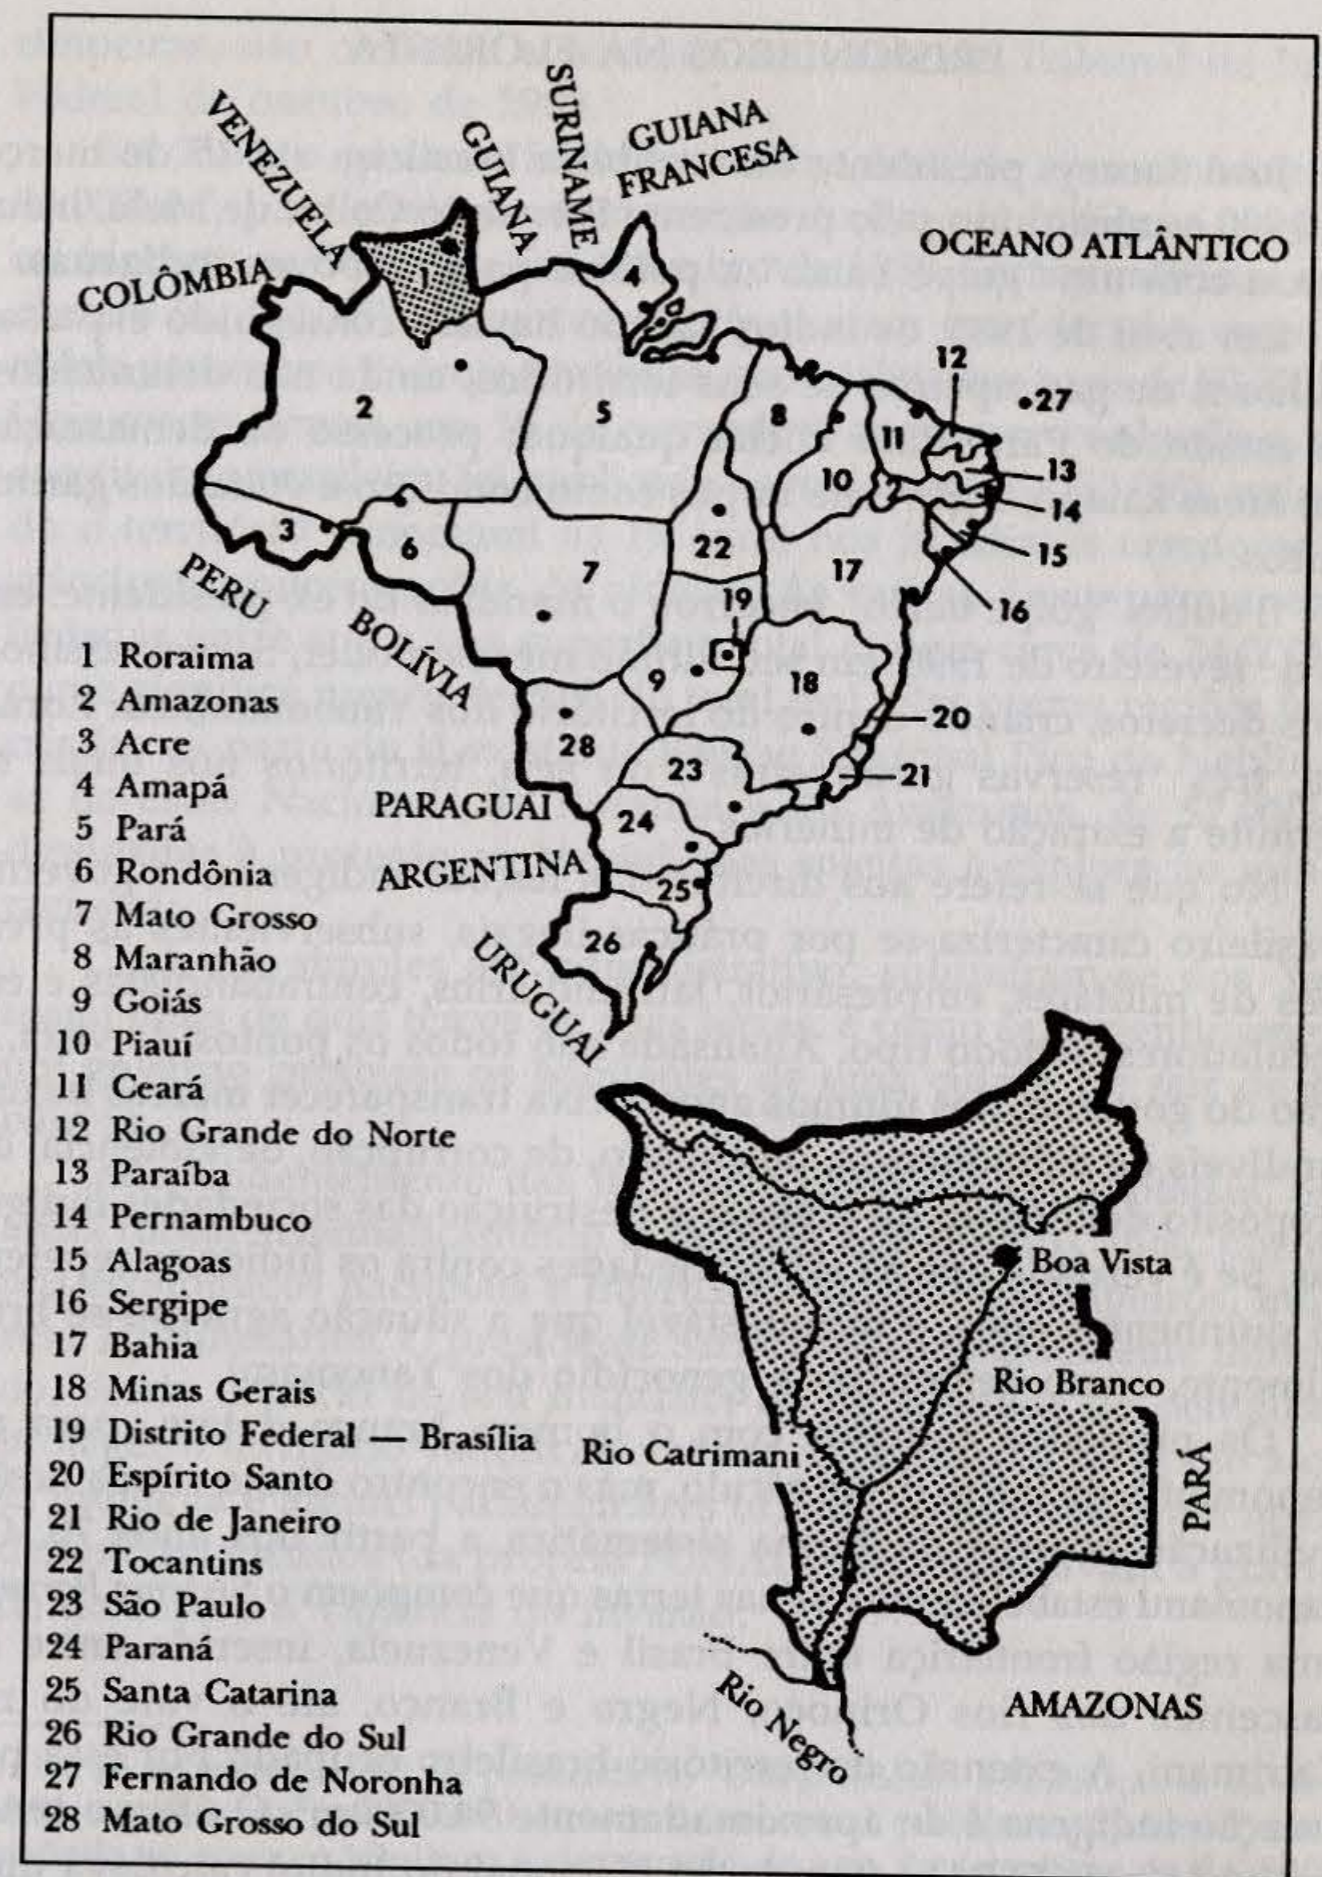 VENEZUELA
GUIANA
SURINAME
GUIANA
FRANCESA
OCEANO ATLÂNTICO
COLÔMBIA
1
4
12
27
2
5
8
11
13
10
14
3
6
7
22
17
15
16
PERU
BOLÍVIA
19
9
18
20
28
23
21
PARAGUAI
24
ARGENTINA
25
26
URUGUAI
1 Roraima
2 Amazonas
3 Acre
4 Amapá
5 Pará
6 Rondônia
7 Mato Grosso
8 Maranhão
9 Goiás
10 Piauí
11 Ceará
12 Rio Grande do Norte
13 Paraíba
14 Pernambuco
15 Alagoas
16 Sergipe
17 Bahia
18 Minas Gerais
19 Distrito Federal — Brasília
20 Espírito Santo
21 Rio de Janeiro
22 Tocantins
23 São Paulo
24 Paraná
25 Santa Catarina
26 Rio Grande do Sul
27 Fernando de Noronha
28 Mato Grosso do Sul
Boa Vista
Rio Branco
Rio Catrimani
PARÁ
Rio Negro
AMAZONAS